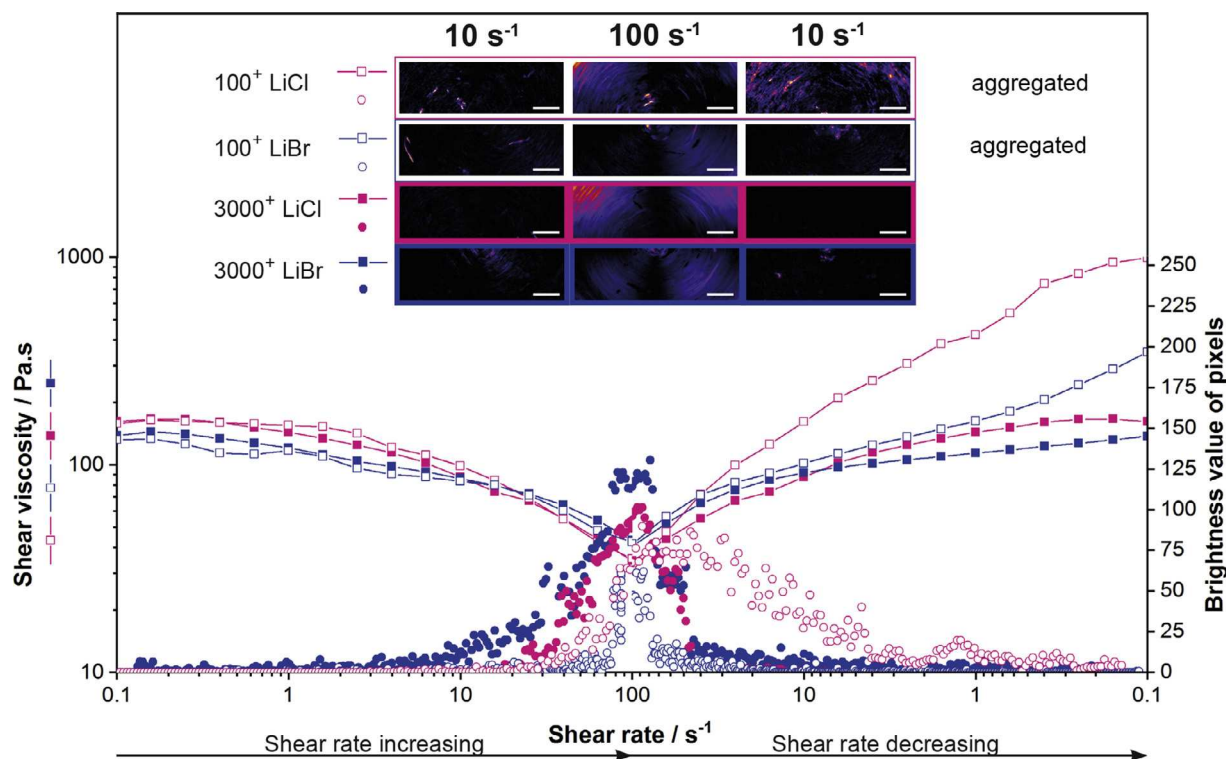 10 s⁻¹ 100 s⁻¹ 10 s⁻¹
100⁺ LiCl aggregated
100⁺ LiBr aggregated
3000⁺ LiCl
3000⁺ LiBr
Shear viscosity / Pa.s
1000
100
10
Brightness value of pixels
250
225
200
175
150
125
100
75
50
25
0
0.1 1 10 100 10 1 0.1
Shear rate / s⁻¹
Shear rate increasing Shear rate decreasing